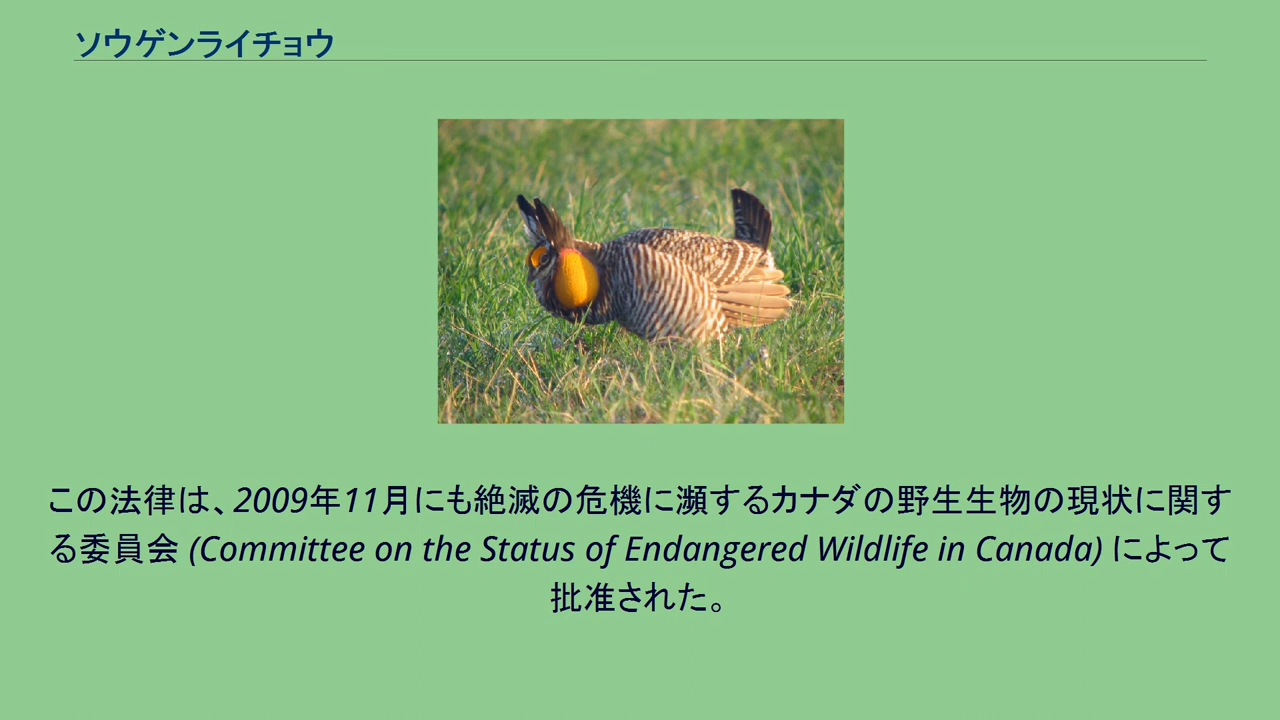 ソウゲンライチョウ
この法律は、2009年11月にも絶滅の危機に瀕するカナダの野生生物の現状に関す
る委員会 (Committee on the Status of Endangered Wildlife in Canada) によって
批准された。